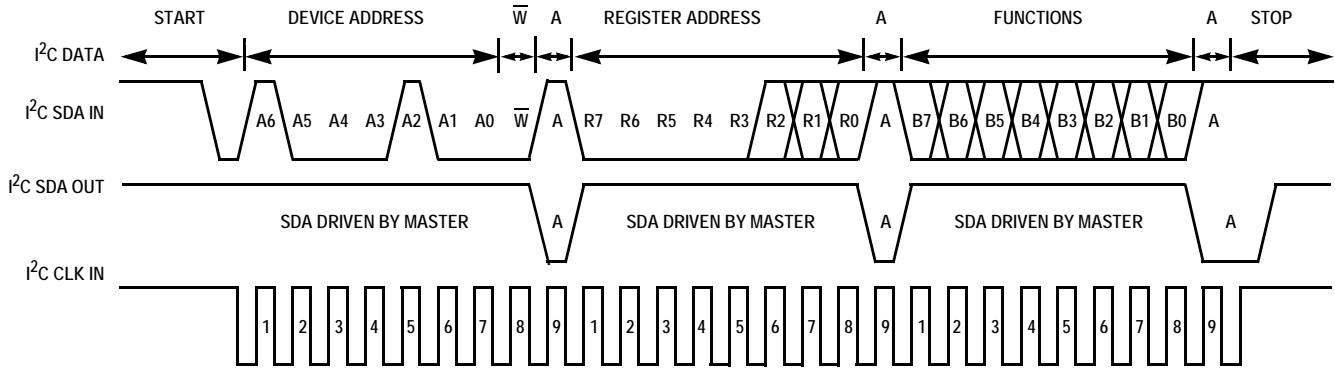 START DEVICE ADDRESS W̅ A REGISTER ADDRESS A FUNCTIONS A STOP
I²C DATA
I²C SDA IN A6 A5 A4 A3 A2 A1 A0 W̅ A R7 R6 R5 R4 R3 R2 R1 R0 A B7 B6 B5 B4 B3 B2 B1 B0 A
I²C SDA OUT
SDA DRIVEN BY MASTER A SDA DRIVEN BY MASTER A SDA DRIVEN BY MASTER A
I²C CLK IN
1 2 3 4 5 6 7 8 9 1 2 3 4 5 6 7 8 9 1 2 3 4 5 6 7 8 9